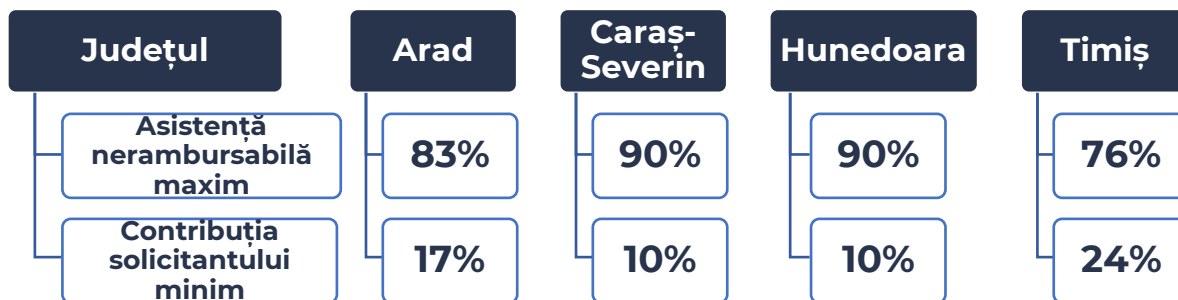 Județul
Arad
Caraș-
Severin
Hunedoara
Timiș
Asistență
nerambursabilă
maxim
83%
90%
90%
76%
Contribuția
solicitantului
minim
17%
10%
10%
24%